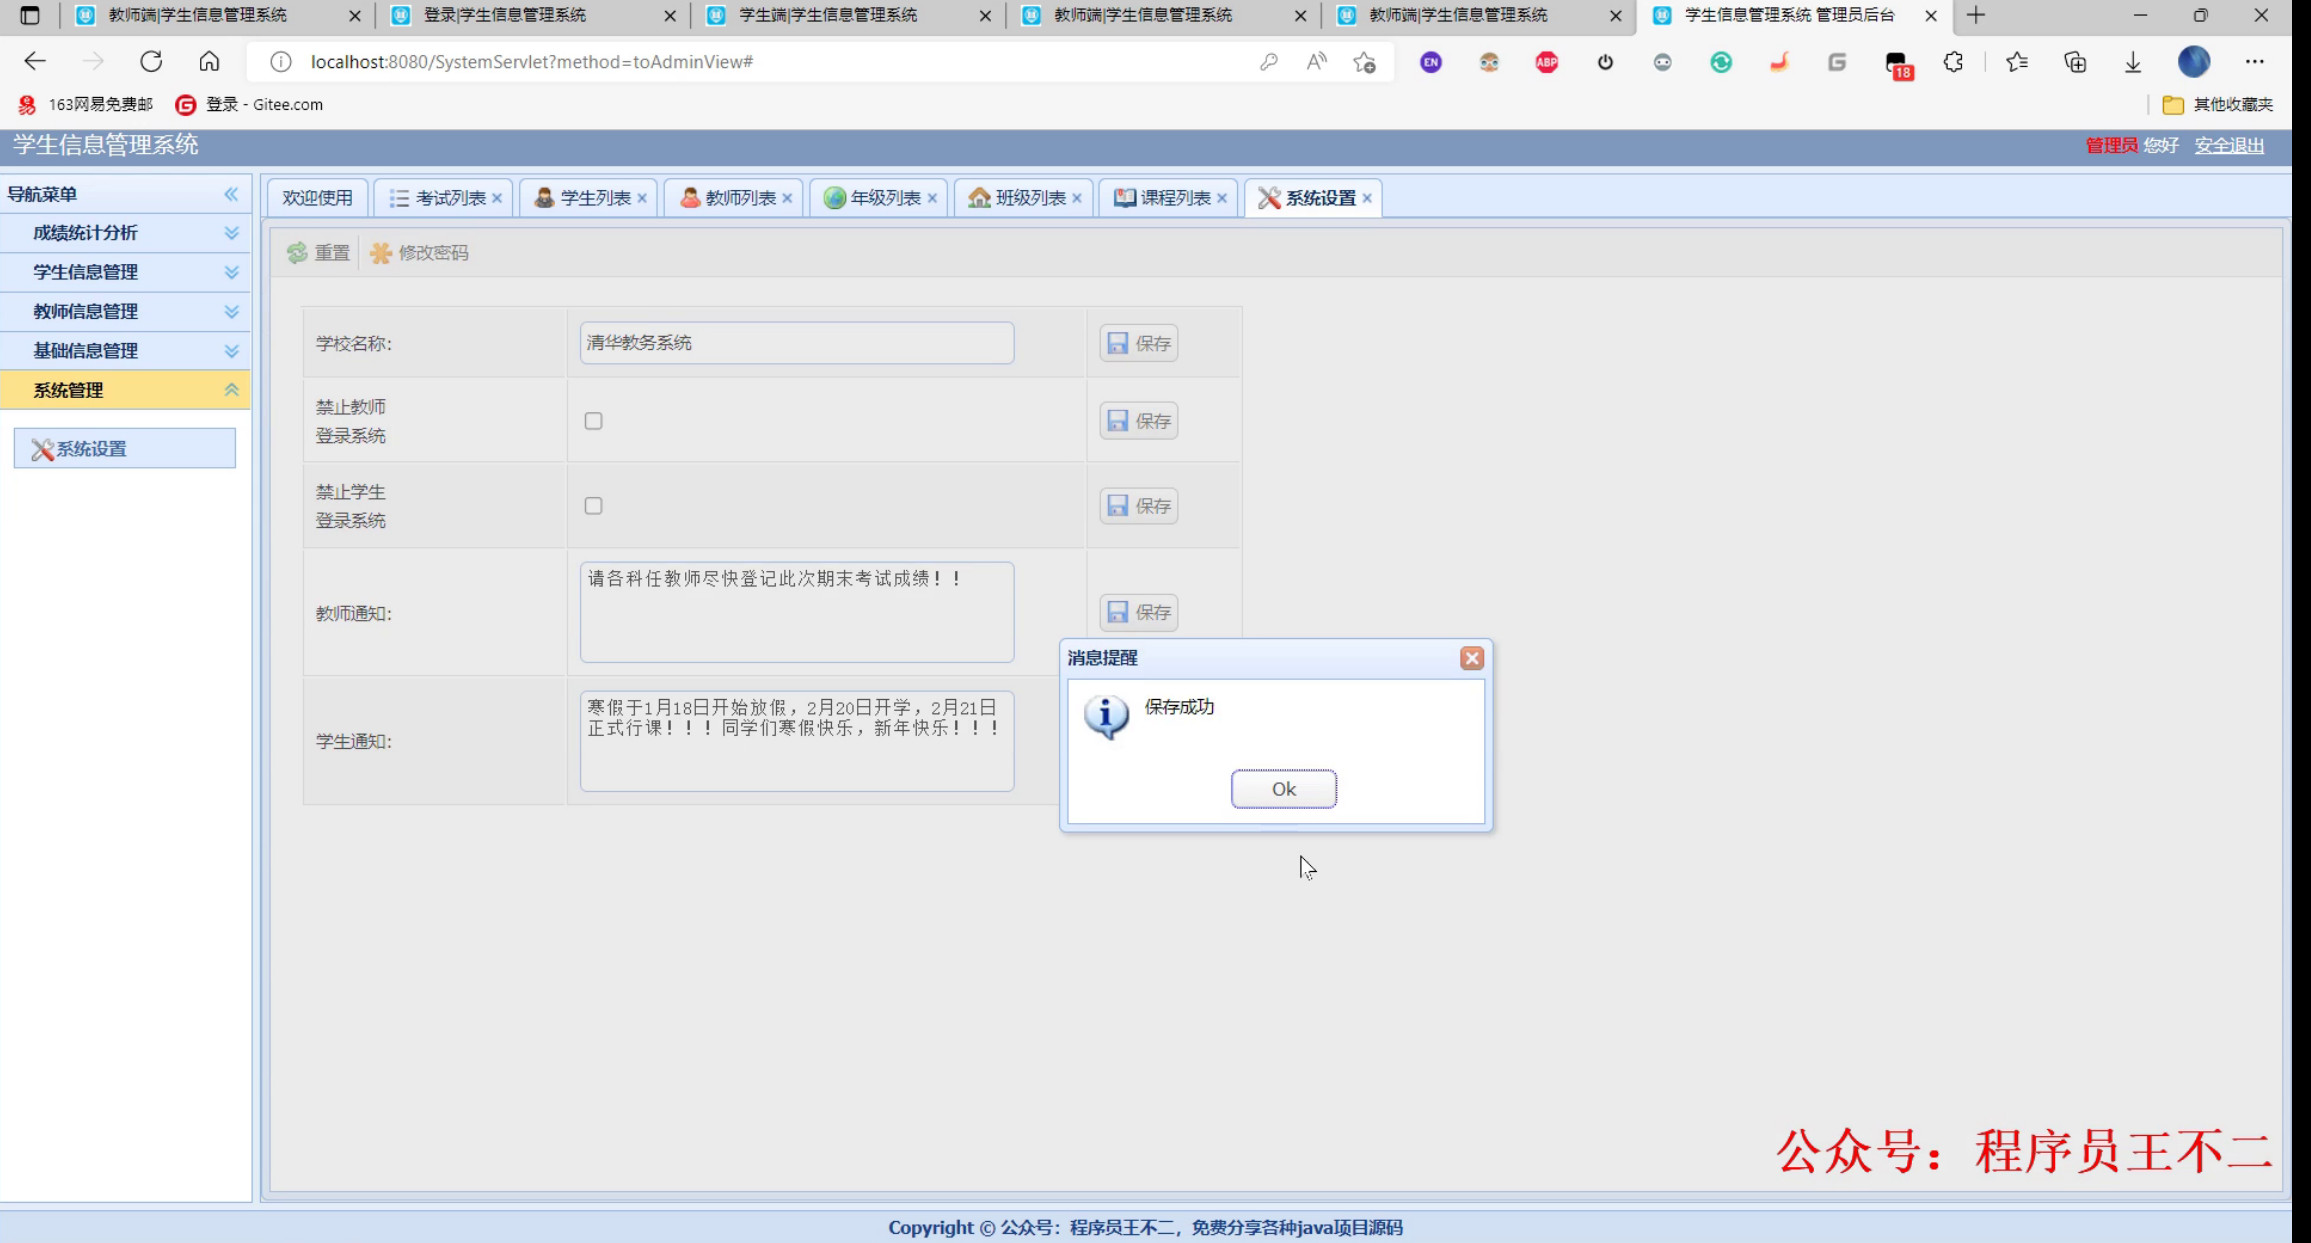 教师端|学生信息管理系统
登录|学生信息管理系统
学生端|学生信息管理系统
教师端|学生信息管理系统
教师端|学生信息管理系统
学生信息管理系统 管理员后台
localhost:8080/SystemServlet?method=toAdminView#
EN
ABP
18
163网易免费邮
登录 - Gitee.com
其他收藏夹
学生信息管理系统
管理员 您好 安全退出
导航菜单
成绩统计分析
学生信息管理
教师信息管理
基础信息管理
系统管理
系统设置
欢迎使用
考试列表
学生列表
教师列表
年级列表
班级列表
课程列表
系统设置
重置
修改密码
学校名称:
清华教务系统
保存
禁止教师
登录系统
保存
禁止学生
登录系统
保存
教师通知:
请各科任教师尽快登记此次期末考试成绩！！
保存
学生通知:
寒假于1月18日开始放假，2月20日开学，2月21日
正式行课！！！同学们寒假快乐，新年快乐！！！
消息提醒
保存成功
Ok
公众号：程序员王不二
Copyright © 公众号：程序员王不二，免费分享各种java项目源码